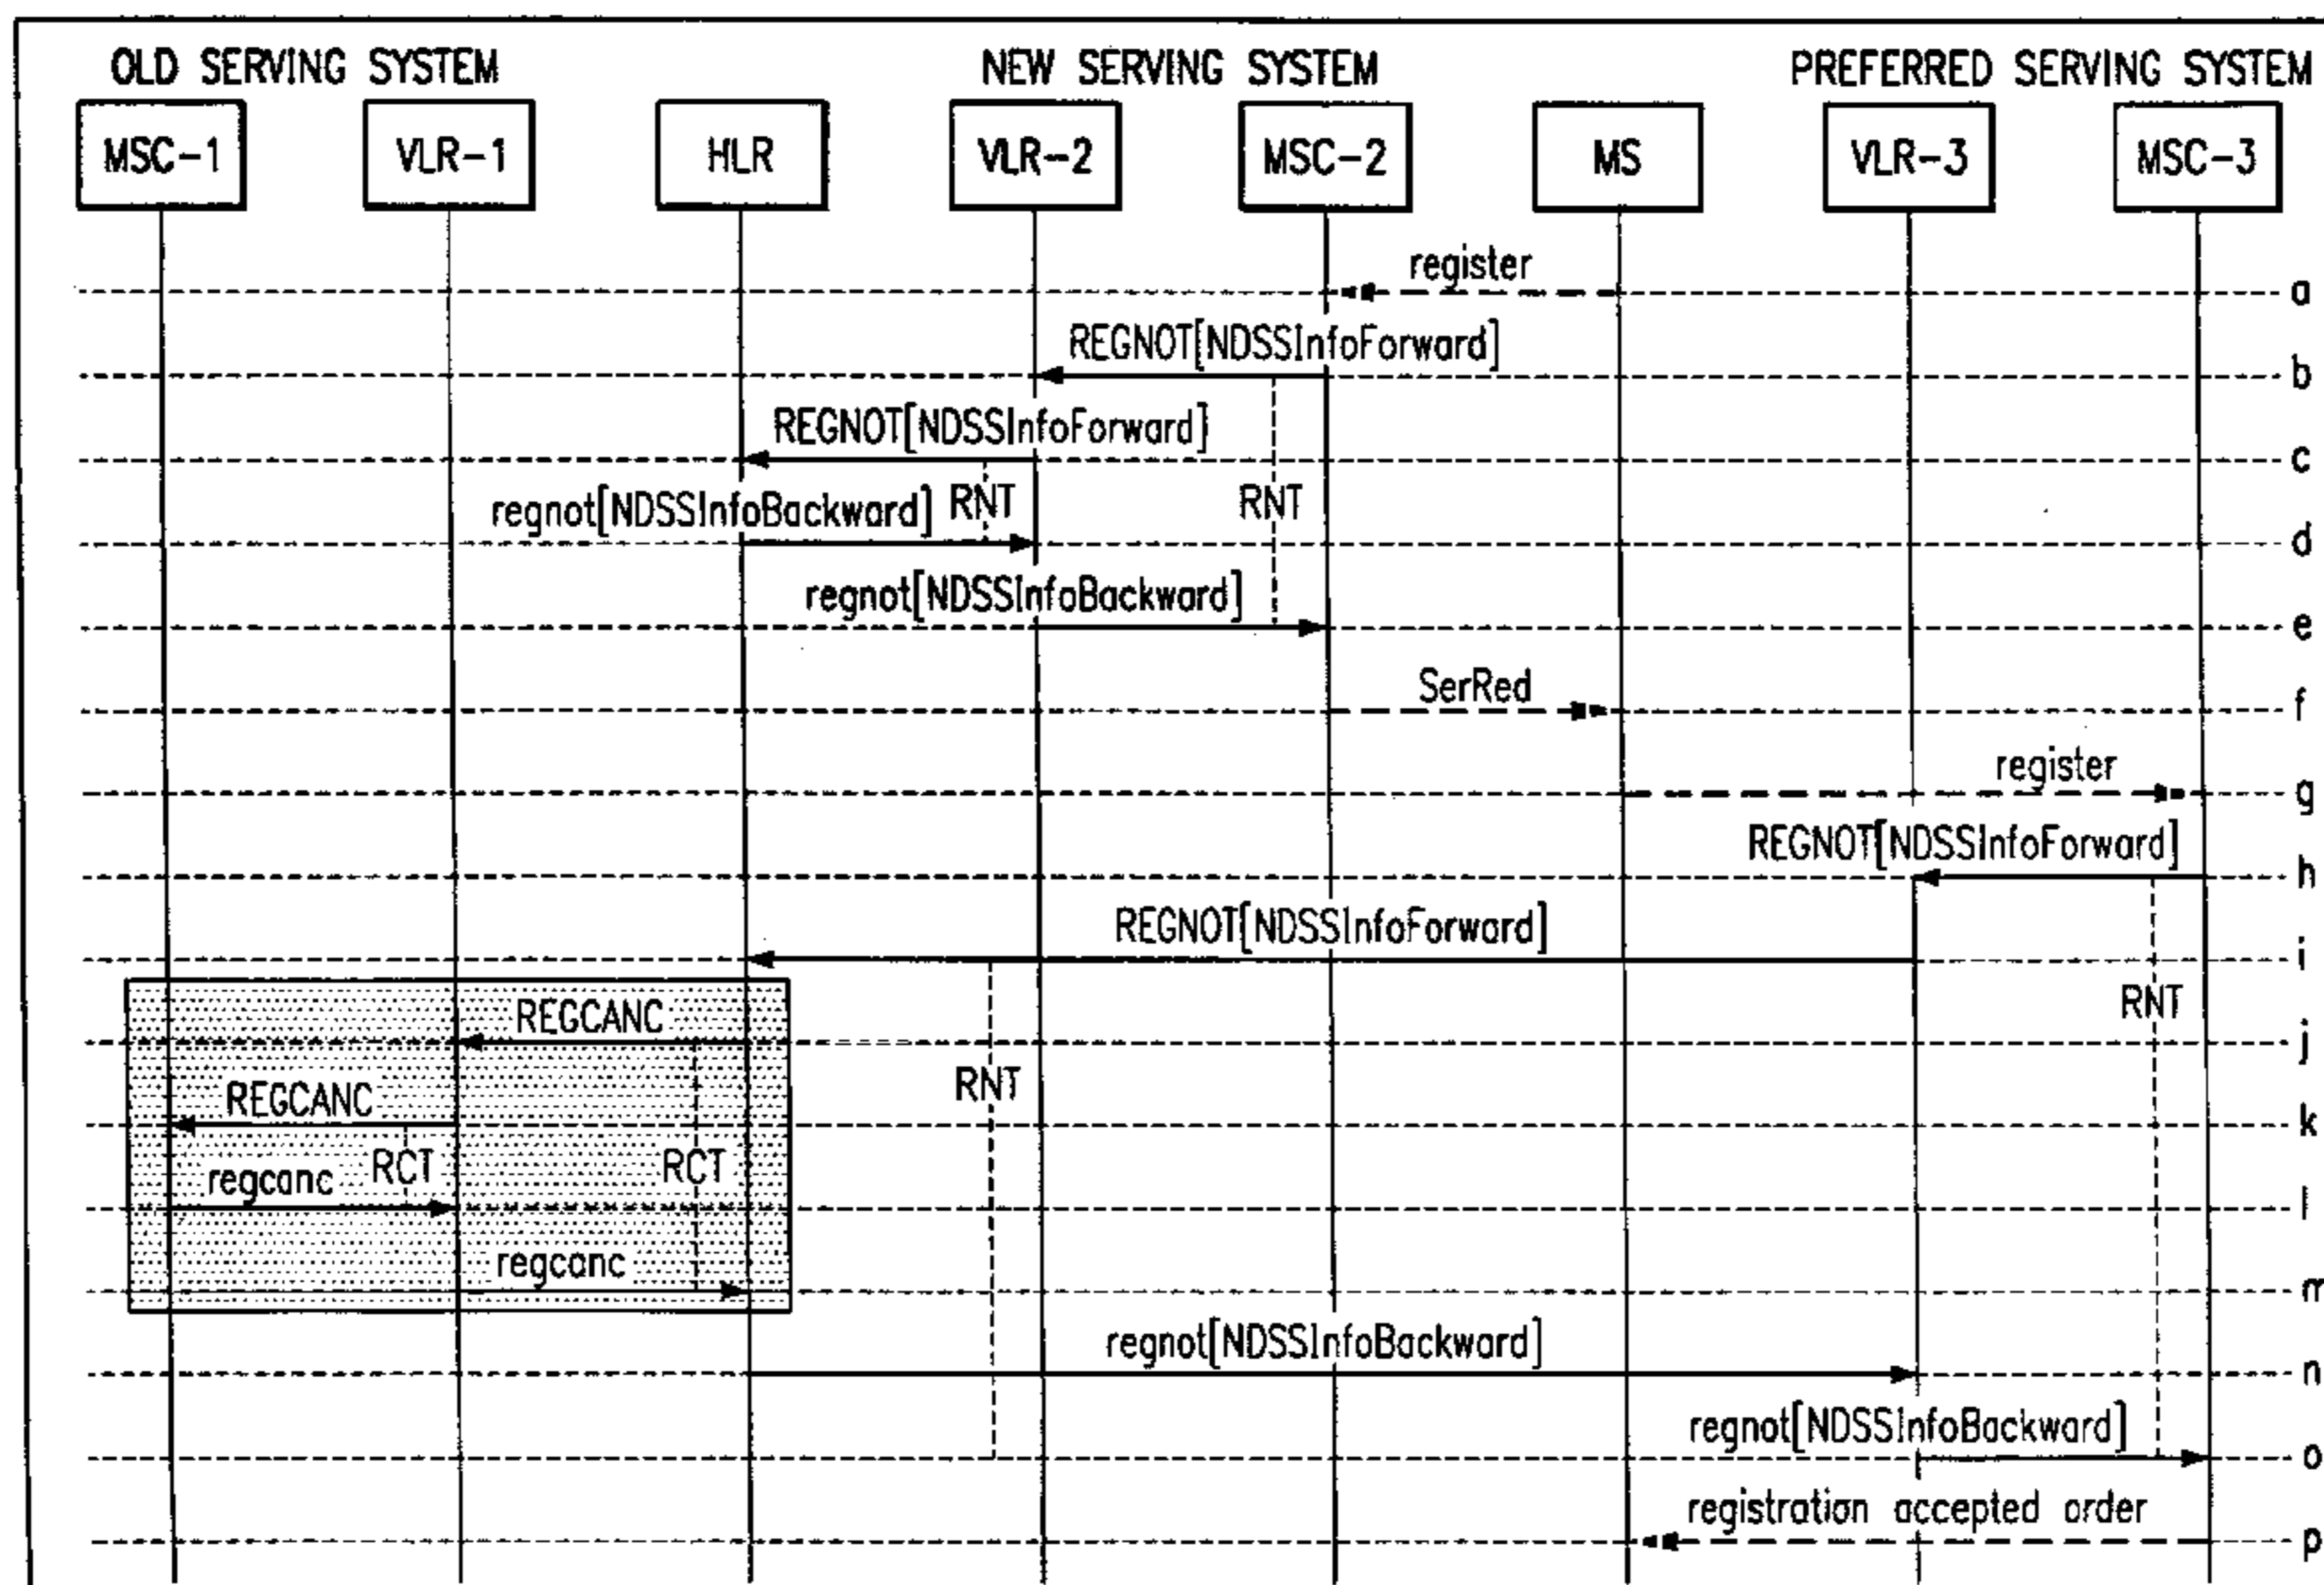 OLD SERVING SYSTEM NEW SERVING SYSTEM PREFERRED SERVING SYSTEM
MSC-1 VLR-1 HLR VLR-2 MSC-2 MS VLR-3 MSC-3
register
a
REGNOT[NDSSInfoForward]
b
REGNOT[NDSSInfoForward]
c
regnot[NDSSInfoBackward] RNT RNT
d
regnot[NDSSInfoBackward]
e
SerRed
f
register
g
REGNOT[NDSSInfoForward]
h
REGNOT[NDSSInfoForward]
i
REGCANC RNT
j
REGCANC RNT
k
regcanc RCT RCT
l
regcanc
m
regnot[NDSSInfoBackward]
n
regnot[NDSSInfoBackward]
o
registration accepted order
p